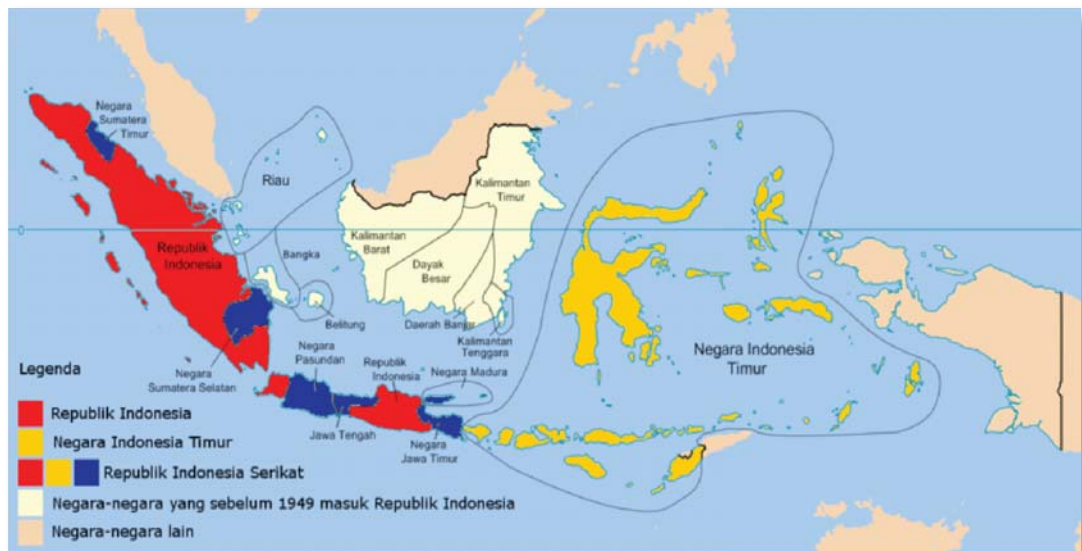 Negara
Sumatera
Timur
Riau
0
Republik
Indonesia
Bangka
Belitung
Kalimantan
Barat
Dayak
Besar
Kalimantan
Timur
Daerah Banjar
Kalimantan
Tenggara
Negara Indonesia
Timur
Negara
Sumatera Selatan
Negara
Pasundan
Republik
Indonesia
Negara Madura
Jawa Tengah
Negara
Jawa Timur
Legenda
Republik Indonesia
Negara Indonesia Timur
Republik Indonesia Serikat
Negara-negara yang sebelum 1949 masuk Republik Indonesia
Negara-negara lain